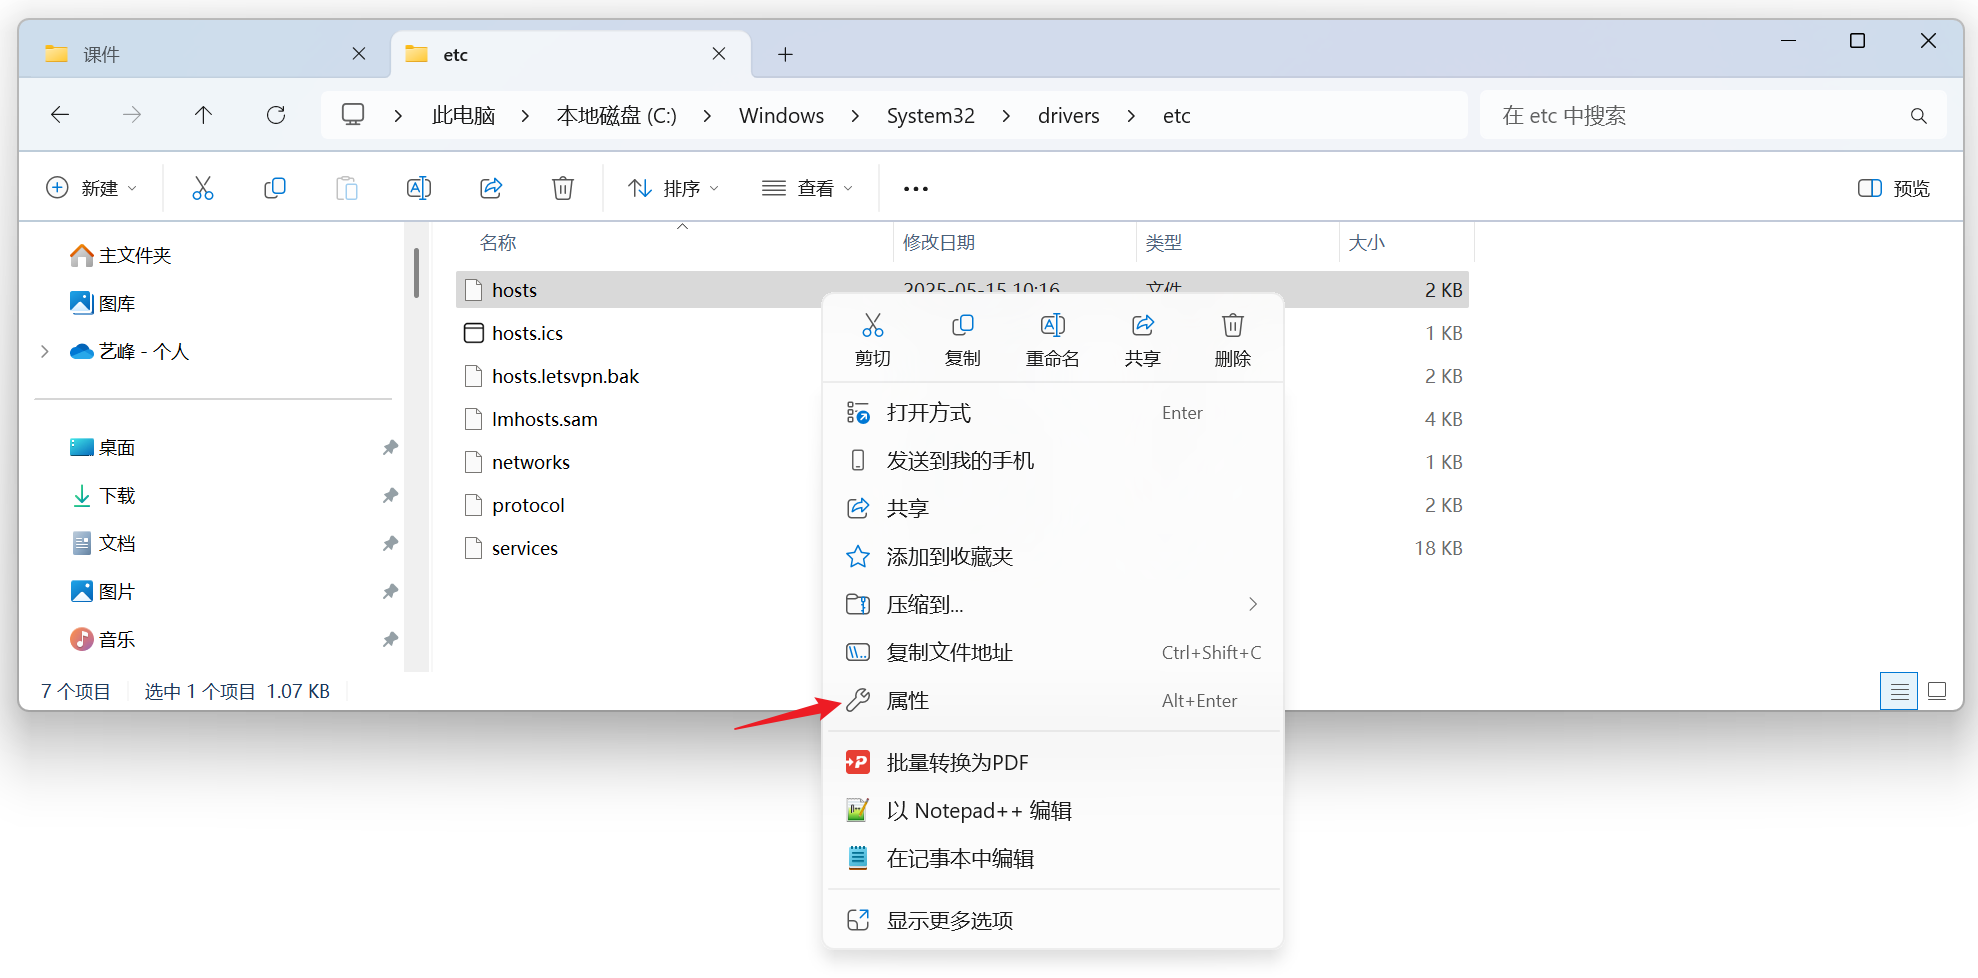 课件
etc
此电脑 > 本地磁盘 (C:) > Windows > System32 > drivers > etc
在 etc 中搜索
新建
排序
查看
预览
名称
修改日期
类型
大小
主文件夹
图库
艺峰 - 个人
桌面
下载
文档
图片
音乐
hosts 2025-05-15 10:16 文件 2 KB
hosts.ics 1 KB
hosts.letsvpn.bak 2 KB
lmhosts.sam 4 KB
networks 1 KB
protocol 2 KB
services 18 KB
剪切 复制 重命名 共享 删除
打开方式 Enter
发送到我的手机
共享
添加到收藏夹
压缩到...
复制文件地址 Ctrl+Shift+C
属性 Alt+Enter
批量转换为PDF
以 Notepad++ 编辑
在记事本中编辑
显示更多选项
7 个项目 选中 1 个项目 1.07 KB